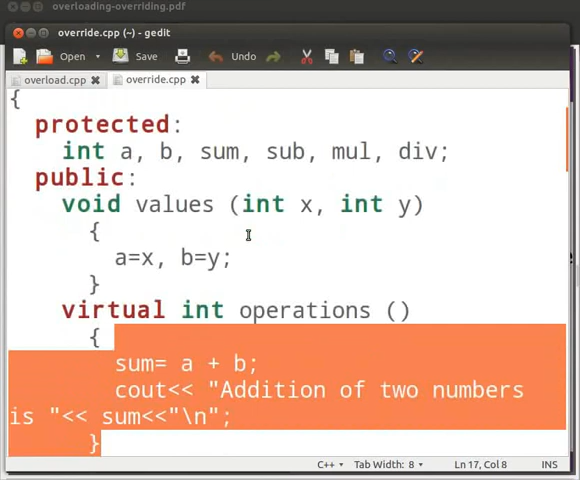 overloading-overriding.pdf
override.cpp (~) - gedit
Open Save Undo
overload.cpp override.cpp
{
protected:
int a, b, sum, sub, mul, div;
public:
void values (int x, int y)
{
a=x, b=y;
}
virtual int operations ()
{
sum= a + b;
cout<< "Addition of two numbers
is "<< sum<<"\n";
}
C++ Tab Width: 8 Ln 17, Col 8 INS